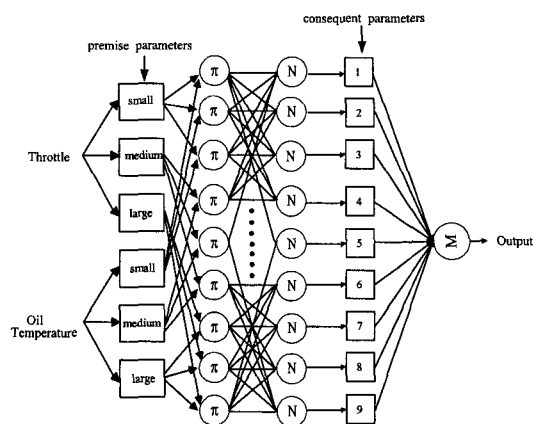 consequent parameters
premise parameters
Throttle
Oil
Temperature
small
medium
large
small
medium
large
π
π
π
π
π
π
π
π
π
N
N
N
N
N
N
N
N
N
1
2
3
4
5
6
7
8
9
M
Output